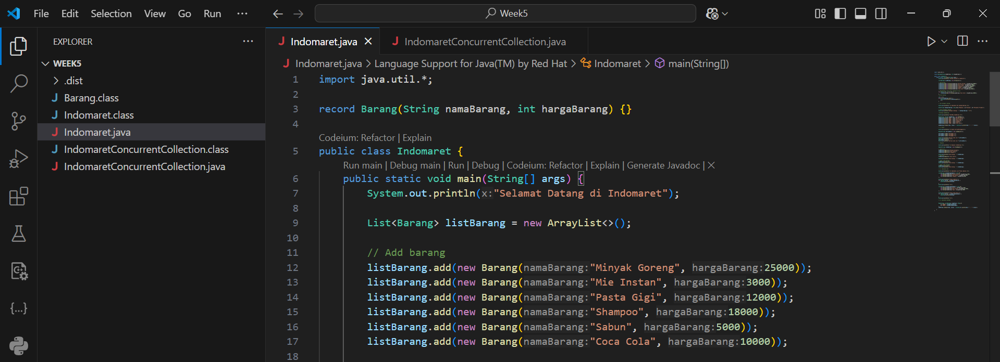 File Edit Selection View Go Run ··· Week5
EXPLORER ···
WEEK5
.dist
J Barang.class
J Indomaret.class
J Indomaret.java
J IndomaretConcurrentCollection.class
J IndomaretConcurrentCollection.java
J Indomaret.java × J IndomaretConcurrentCollection.java
J Indomaret.java > Language Support for Java(TM) by Red Hat > Indomaret > main(String[])
1 import java.util.*;
2
3 record Barang(String namaBarang, int hargaBarang) {}
4
Codeium: Refactor | Explain
5 public class Indomaret {
Run main | Debug main | Run | Debug | Codeium: Refactor | Explain | Generate Javadoc | ×
6 public static void main(String[] args) {
7 System.out.println(x:"Selamat Datang di Indomaret");
8
9 List<Barang> listBarang = new ArrayList<>();
10
11 // Add barang
12 listBarang.add(new Barang(namaBarang:"Minyak Goreng", hargaBarang:25000));
13 listBarang.add(new Barang(namaBarang:"Mie Instan", hargaBarang:3000));
14 listBarang.add(new Barang(namaBarang:"Pasta Gigi", hargaBarang:12000));
15 listBarang.add(new Barang(namaBarang:"Shampoo", hargaBarang:18000));
16 listBarang.add(new Barang(namaBarang:"Sabun", hargaBarang:5000));
17 listBarang.add(new Barang(namaBarang:"Coca Cola", hargaBarang:10000));
18